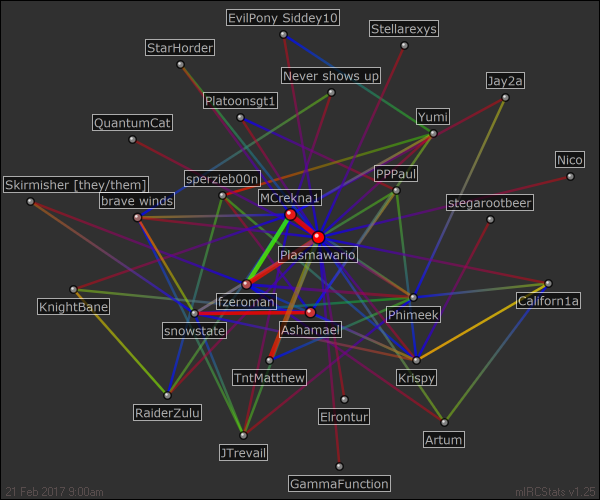 EvilPony Siddey10
Stellarexys
StarHorder
Never shows up
Jay2a
Platoonsgt1
Yumi
QuantumCat
Nico
PPPaul
sperzieb00n
Skirmisher [they/them]
MCrekna1
brave winds
stegarootbeer
Plasmawario
fzeroman
Californ1a
KnightBane
Phimeek
snowstate
Ashamael
TntMatthew
Krispy
RaiderZulu
Elrontur
Artum
JTrevail
GammaFunction
21 Feb 2017 9:00am
mIRCStats v1.25